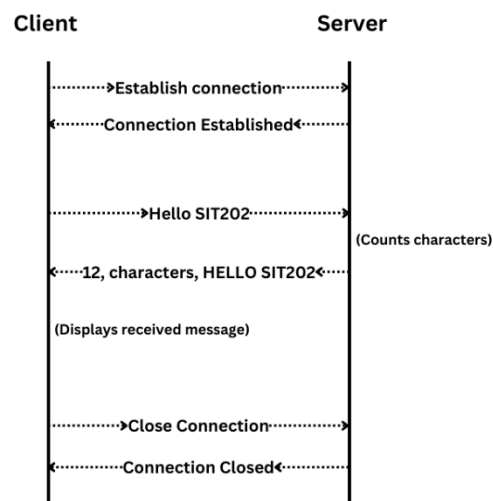 Client
Server
Establish connection
Connection Established
Hello SIT202
(Counts characters)
12, characters, HELLO SIT202
(Displays received message)
Close Connection
Connection Closed